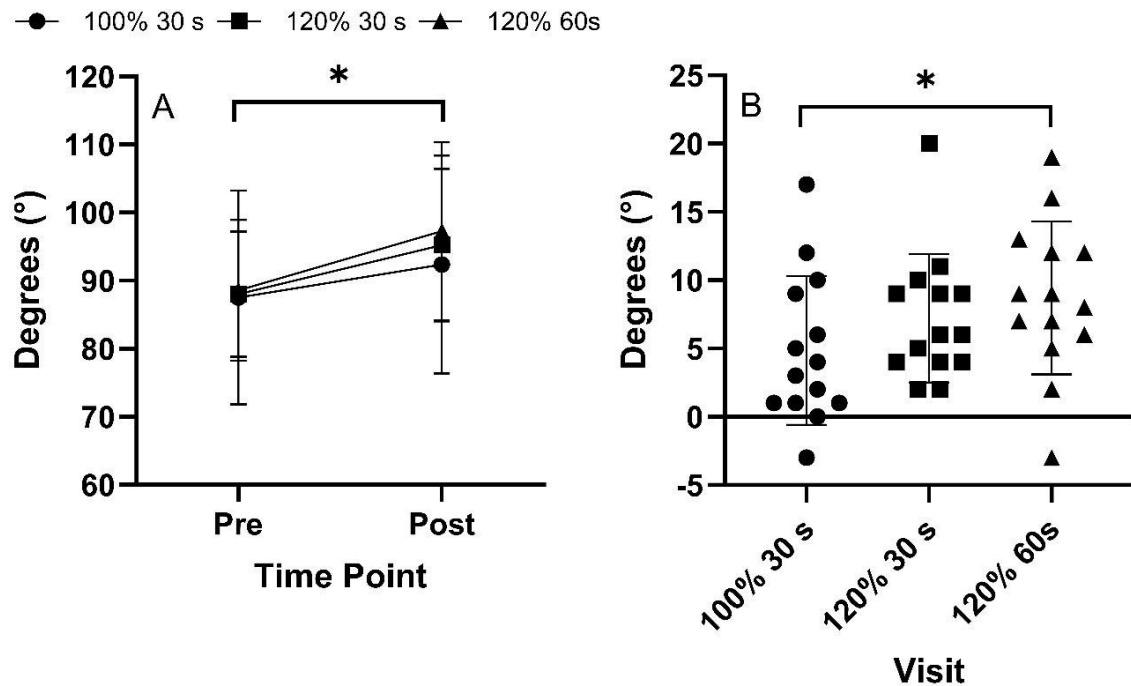 100% 30 s 120% 30 s 120% 60s
A
*
Degrees (°)
120
110
100
90
80
70
60
Pre Post
Time Point
B
*
Degrees (°)
25
20
15
10
5
0
-5
100% 30 s
120% 30 s
120% 60s
Visit